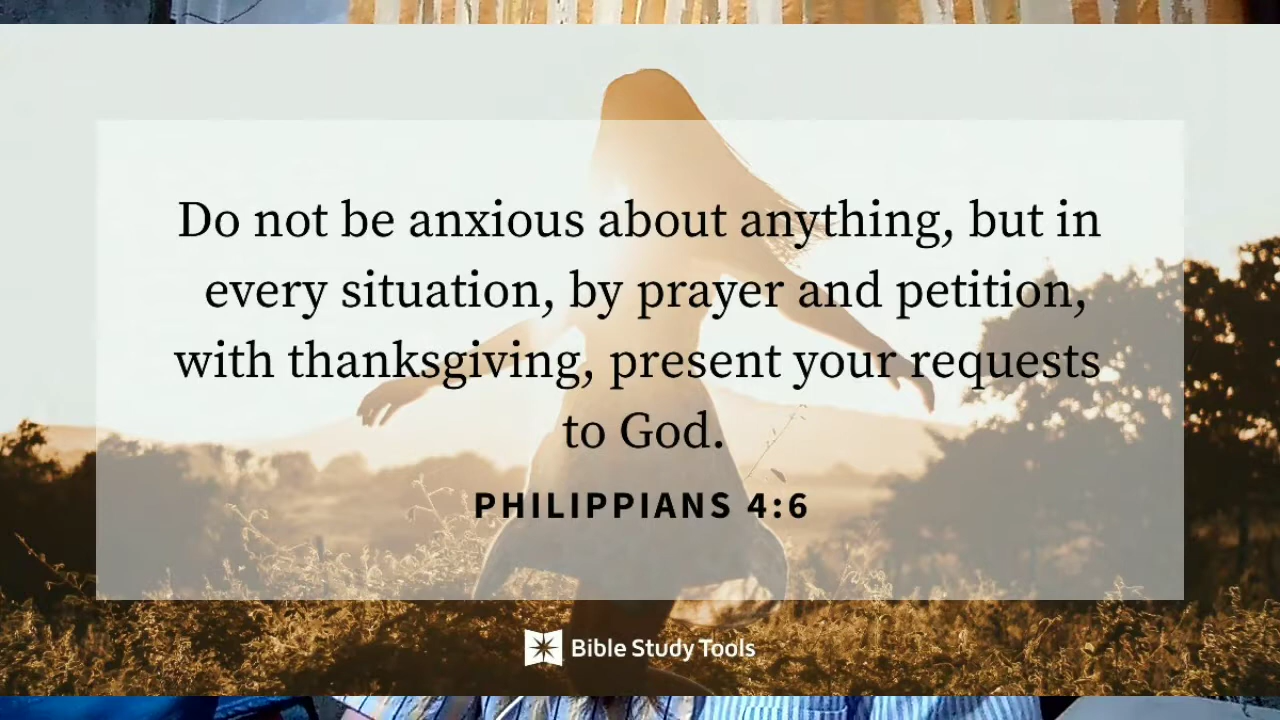 Do not be anxious about anything, but in
every situation, by prayer and petition,
with thanksgiving, present your requests
to God.
PHILIPPIANS 4:6
Bible Study Tools